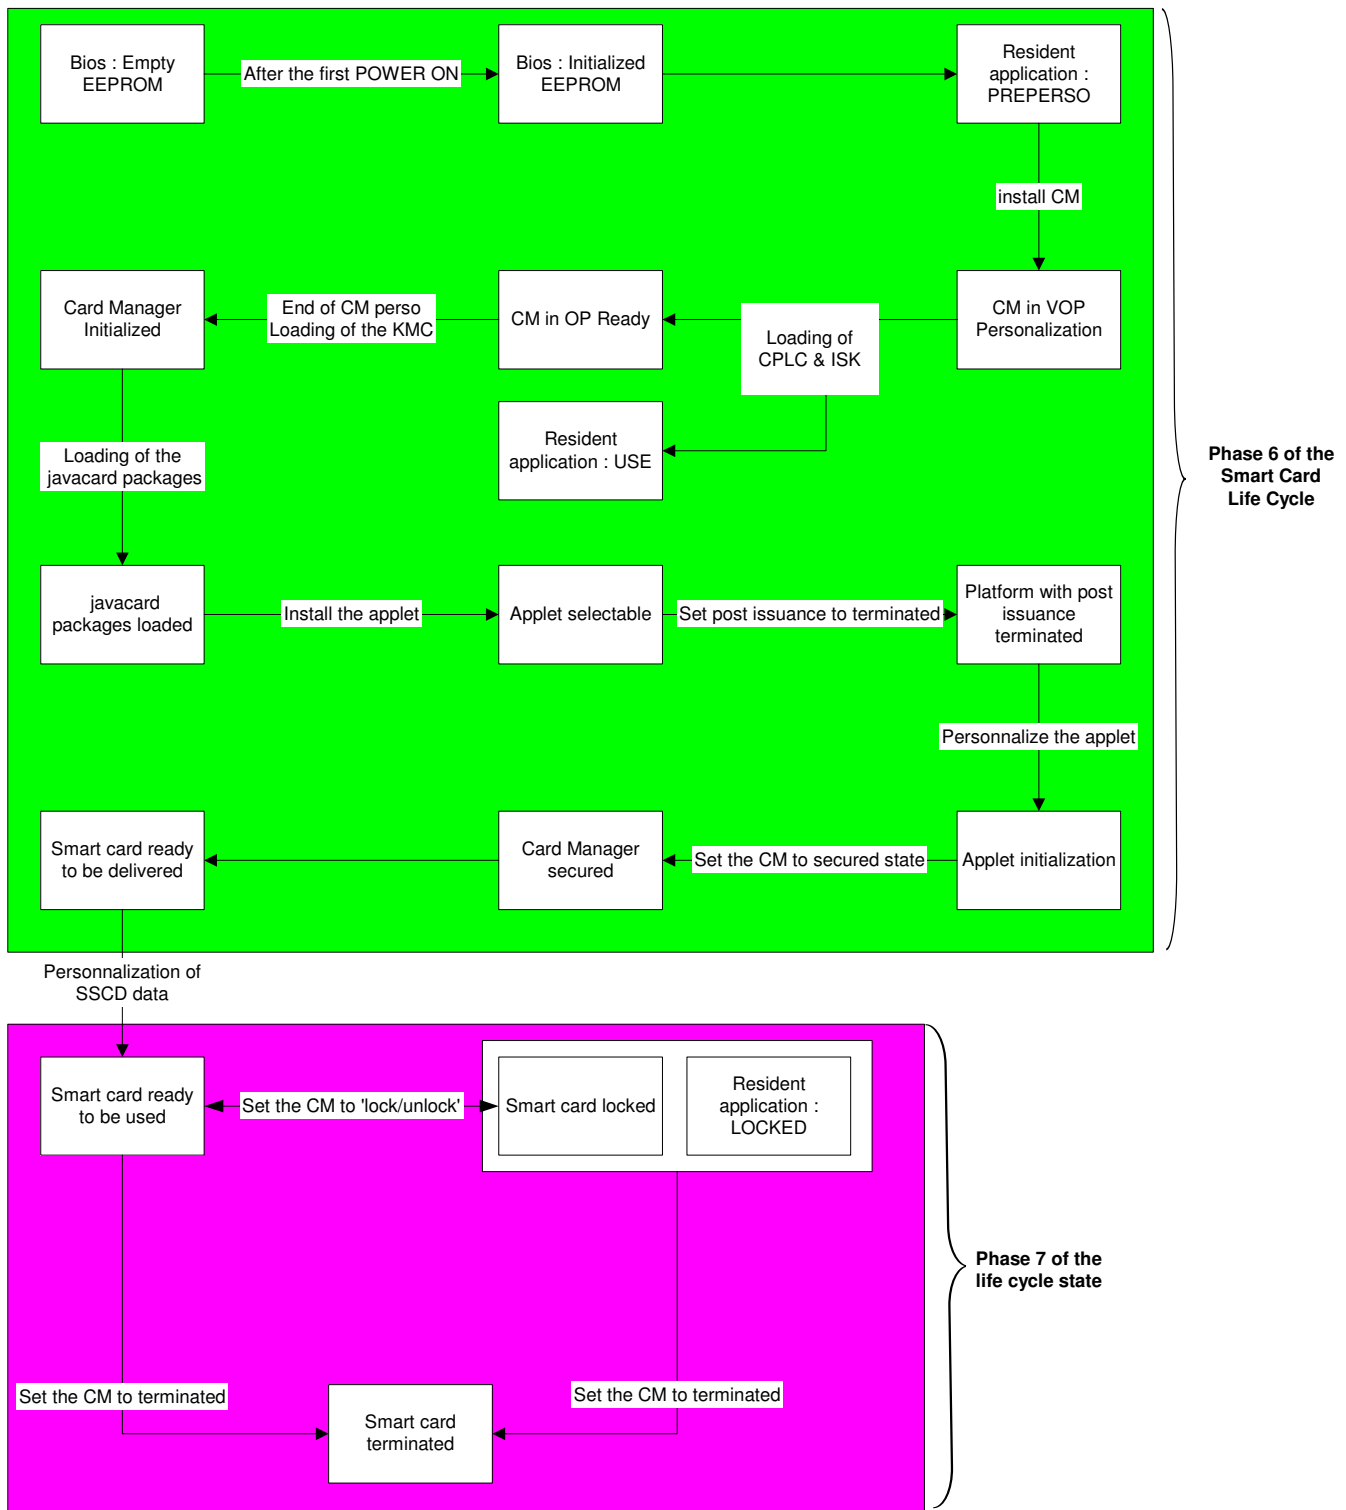 Bios : Empty
EEPROM
After the first POWER ON
Bios : Initialized
EEPROM
Resident
application :
PREPERSO
install CM
Card Manager
Initialized
End of CM perso
Loading of the KMC
CM in OP Ready
Loading of
CPLC & ISK
CM in VOP
Personalization
Resident
application : USE
Loading of the
javacard packages
Phase 6 of the
Smart Card
Life Cycle
javacard
packages loaded
Install the applet
Applet selectable
Set post issuance to terminated
Platform with post
issuance
terminated
Personnalize the applet
Smart card ready
to be delivered
Card Manager
secured
Set the CM to secured state
Applet initialization
Personnalization of
SSCD data
Smart card ready
to be used
Set the CM to 'lock/unlock'
Smart card locked
Resident
application :
LOCKED
Phase 7 of the
life cycle state
Set the CM to terminated
Smart card
terminated
Set the CM to terminated